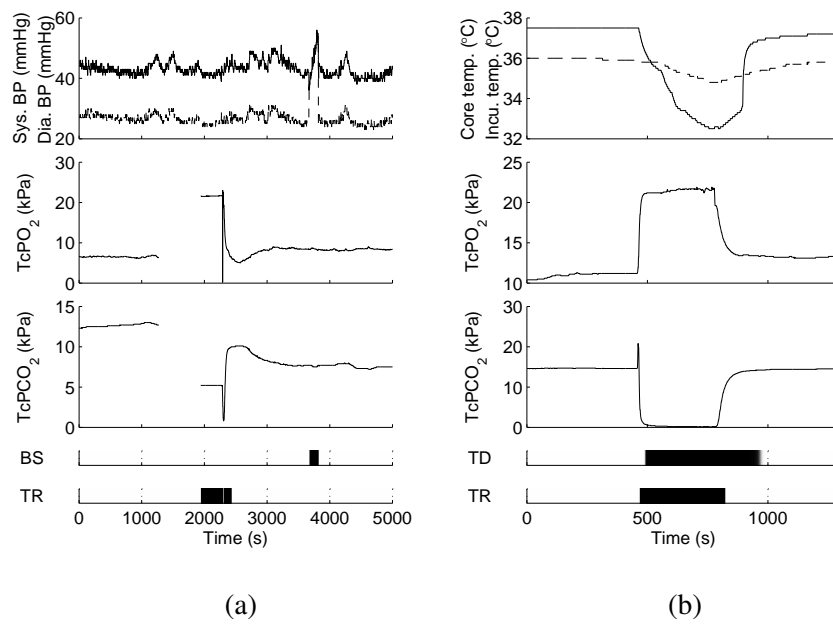 Sys. BP (mmHg)
Dia. BP (mmHg)
60
40
20
TcPO2 (kPa)
30
20
10
0
TcPCO2 (kPa)
15
10
5
0
BS
TR
0 1000 2000 3000 4000 5000
Time (s)
(a)
Core temp. (°C)
Incu. temp. (°C)
38
36
34
32
TcPO2 (kPa)
25
20
15
10
TcPCO2 (kPa)
30
20
10
0
TD
TR
0 500 1000
Time (s)
(b)